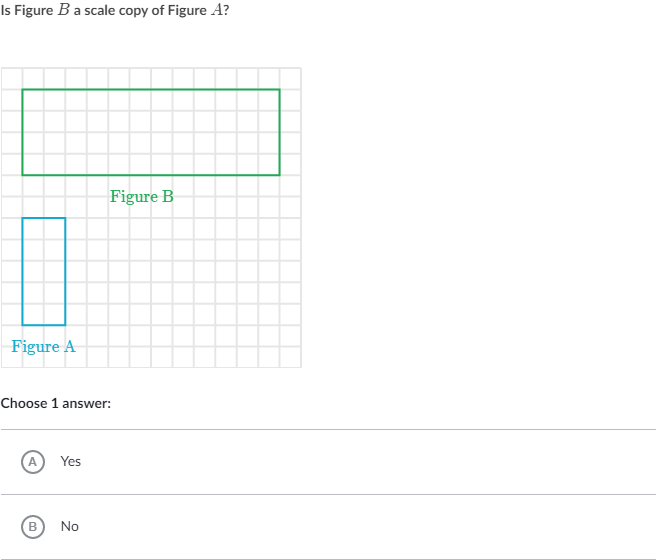 Is Figure B a scale copy of Figure A?
Figure B
Figure A
Choose 1 answer:
A Yes
B No